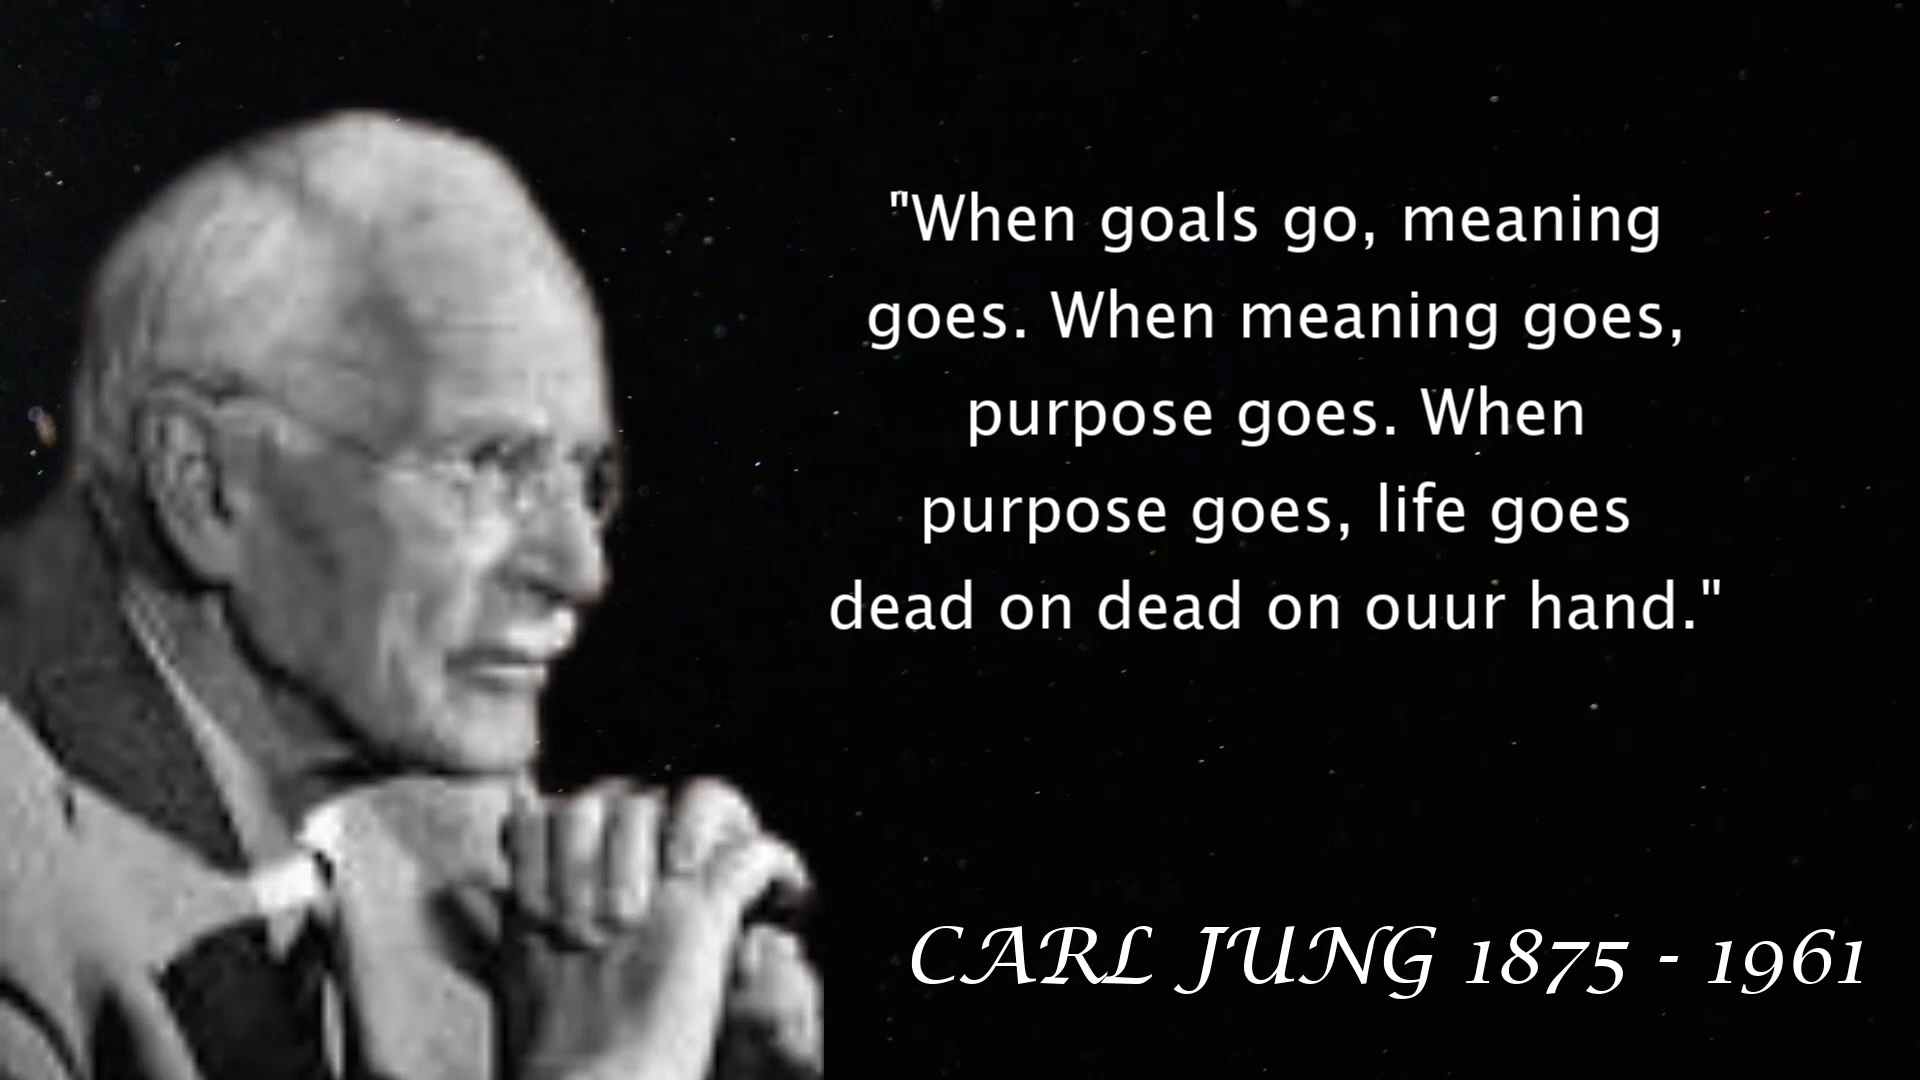 "When goals go, meaning
goes. When meaning goes,
purpose goes. When
purpose goes, life goes
dead on dead on ouur hand."
CARL JUNG 1875 - 1961